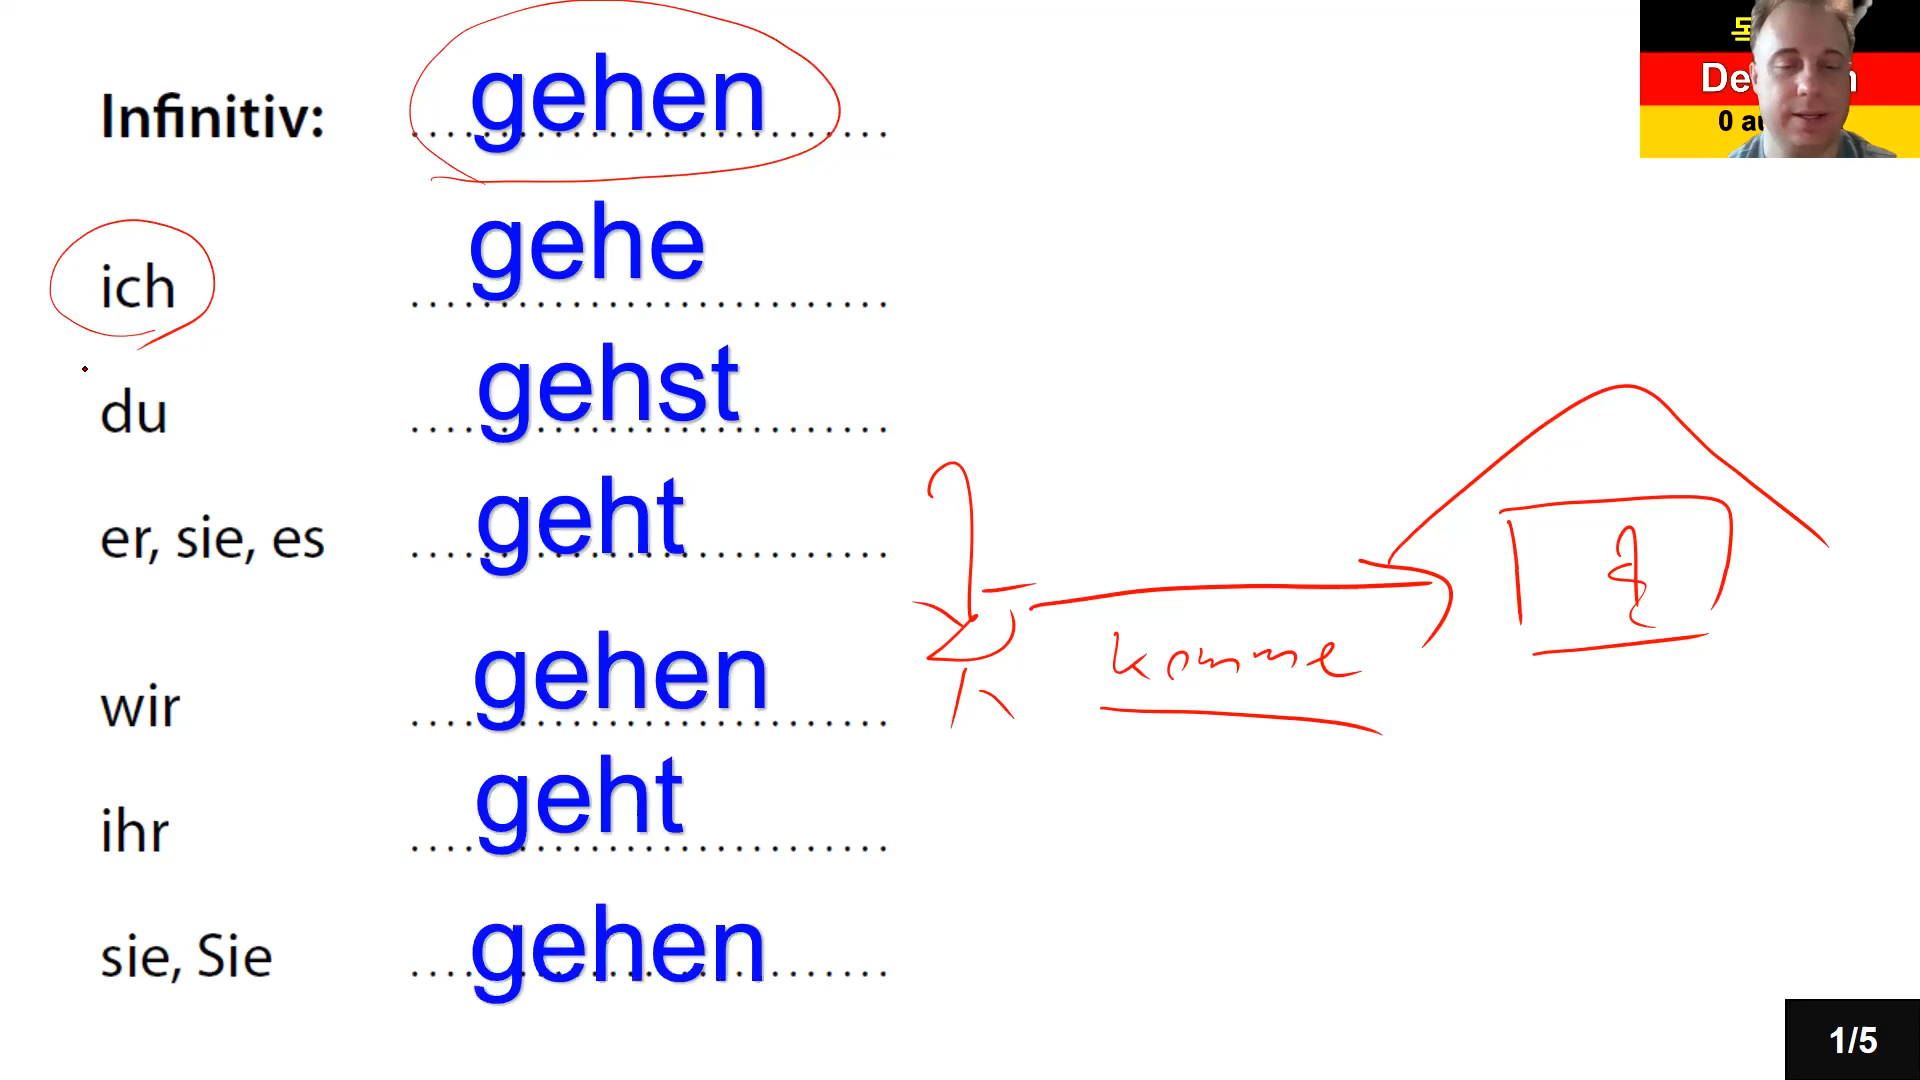 Infinitiv: gehen
ich gehe
du gehst
er, sie, es geht
wir gehen
ihr geht
sie, Sie gehen
komme
0
1/5